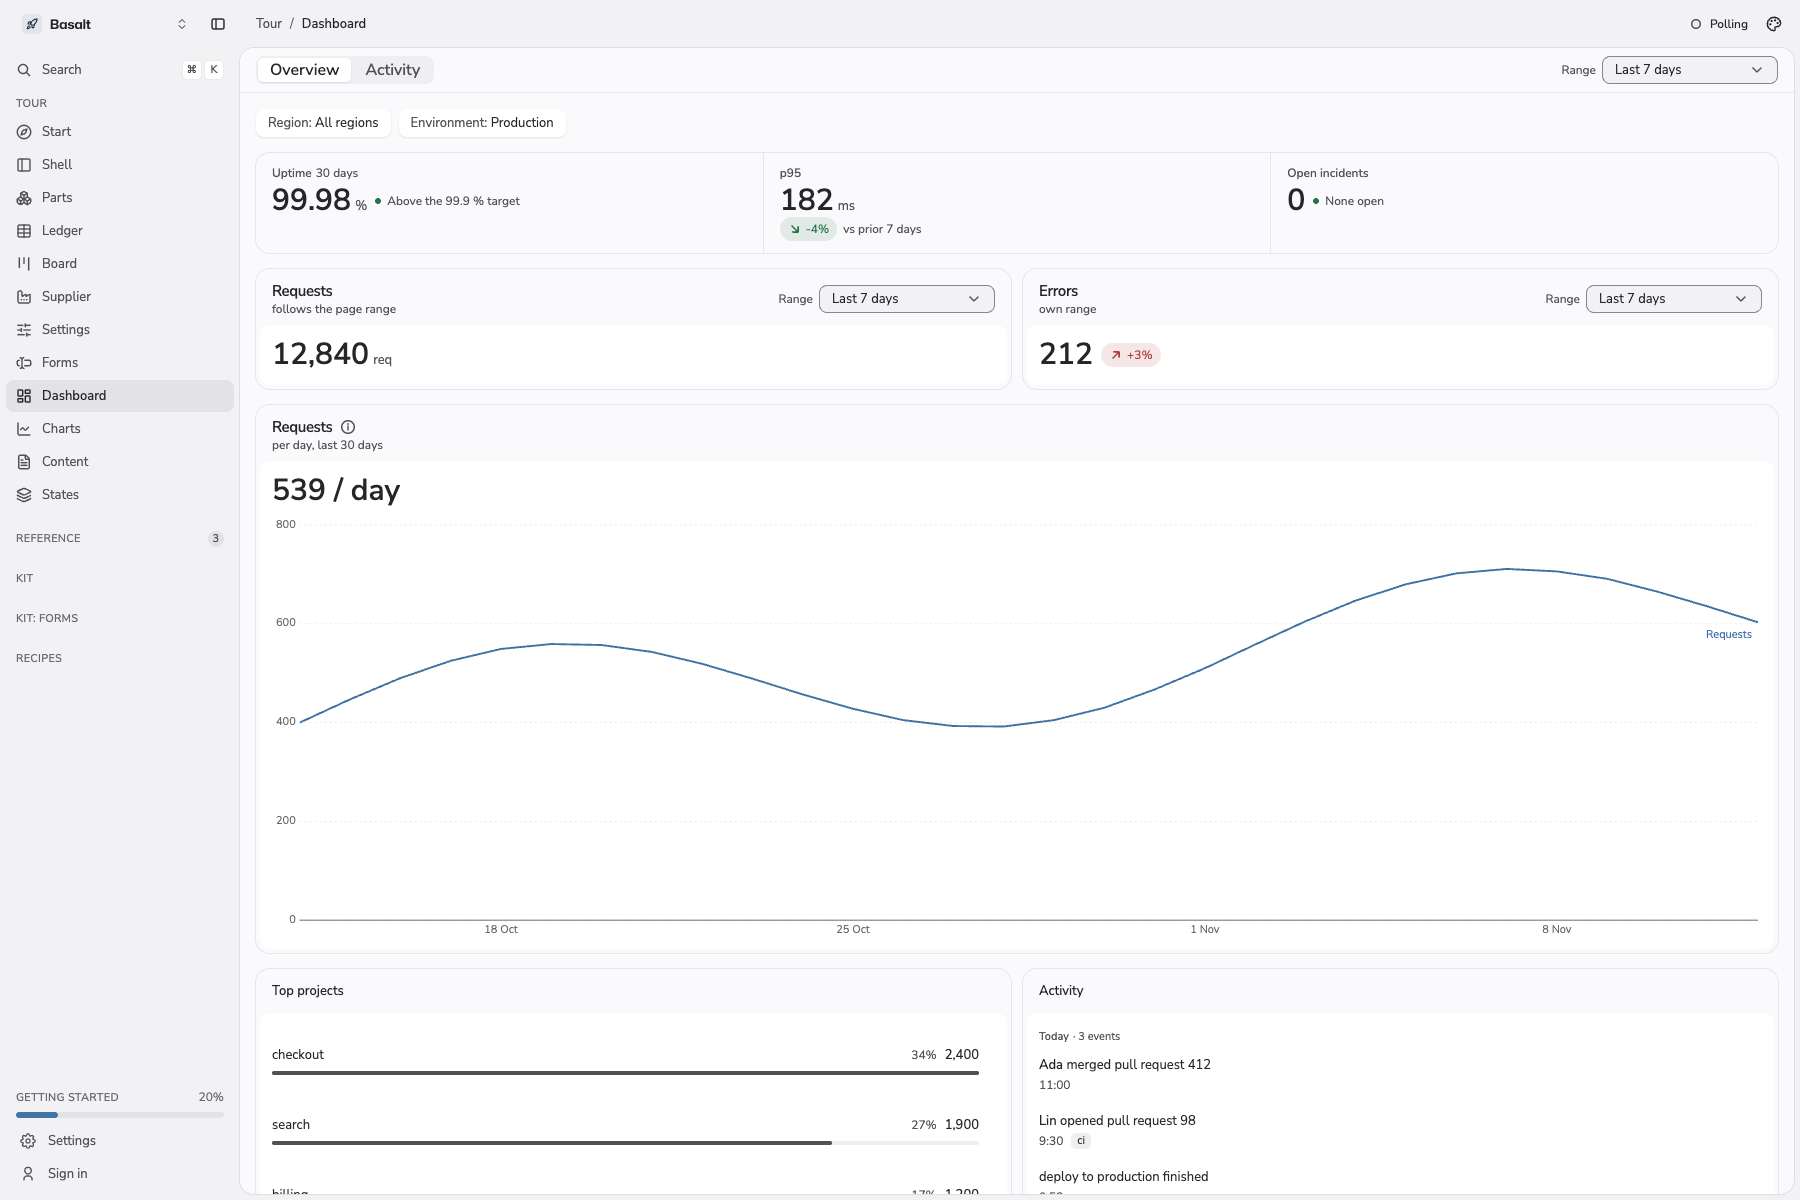 Basalt
Tour / Dashboard
Polling
Search ⌘ K
TOUR
Start
Shell
Parts
Ledger
Board
Supplier
Settings
Forms
Dashboard
Charts
Content
States
REFERENCE 3
KIT
KIT: FORMS
RECIPES
GETTING STARTED 20%
Settings
Sign in
Overview Activity
Range Last 7 days
Region: All regions Environment: Production
Uptime 30 days
99.98 % Above the 99.9 % target
p95
182 ms
-4% vs prior 7 days
Open incidents
0 None open
Requests
follows the page range
Range Last 7 days
12,840 req
Errors
own range
Range Last 7 days
212 +3%
Requests
per day, last 30 days
539 / day
800
600
400
200
0
Requests
18 Oct 25 Oct 1 Nov 8 Nov
Top projects
checkout 34% 2,400
search 27% 1,900
billing 17% 1,200
Activity
Today · 3 events
Ada merged pull request 412
11:00
Lin opened pull request 98
9:30 ci
deploy to production finished